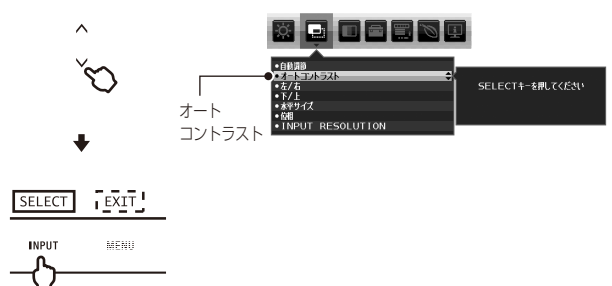 •自動調節
•オートコントラスト
•左/右
•下/上
•水平サイズ
•位相
•INPUT RESOLUTION
SELECTキーを押してください
オート
コントラスト
SELECT EXIT
INPUT MENU